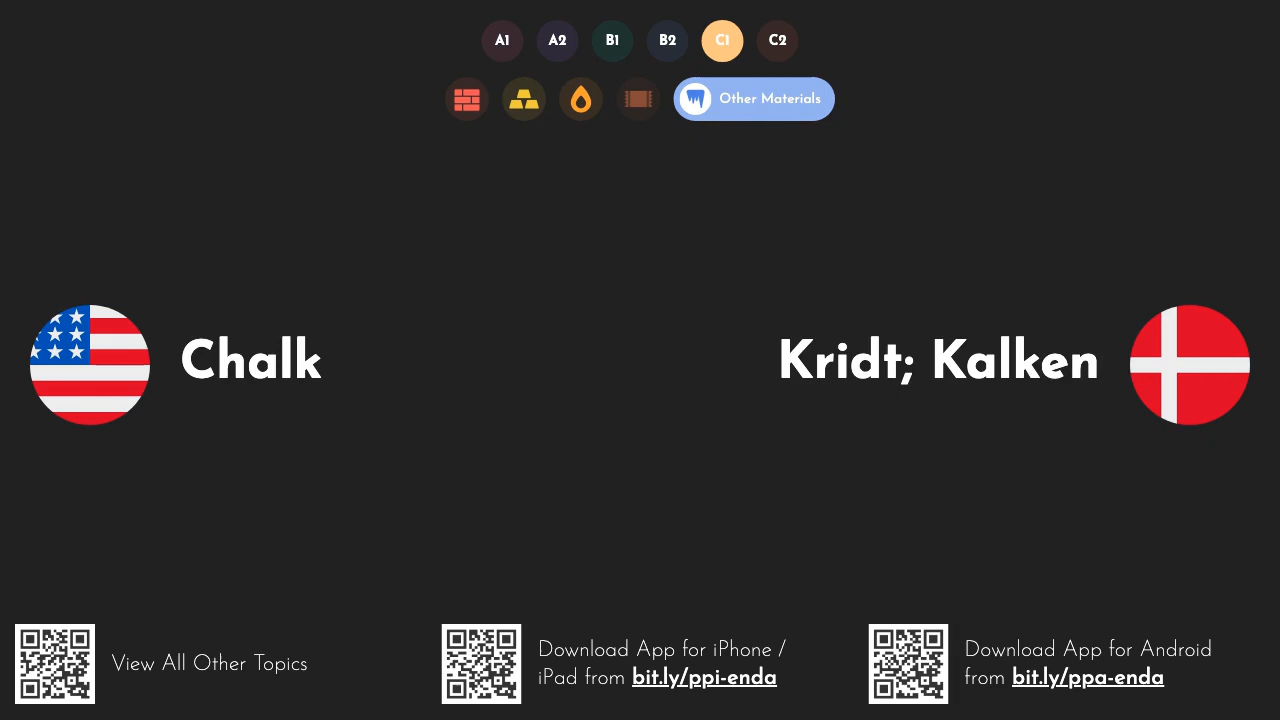 A1 A2 B1 B2 C1 C2
Other Materials
Chalk
Kridt; Kalken
View All Other Topics
Download App for iPhone /
iPad from bit.ly/ppi-enda
Download App for Android
from bit.ly/ppa-enda